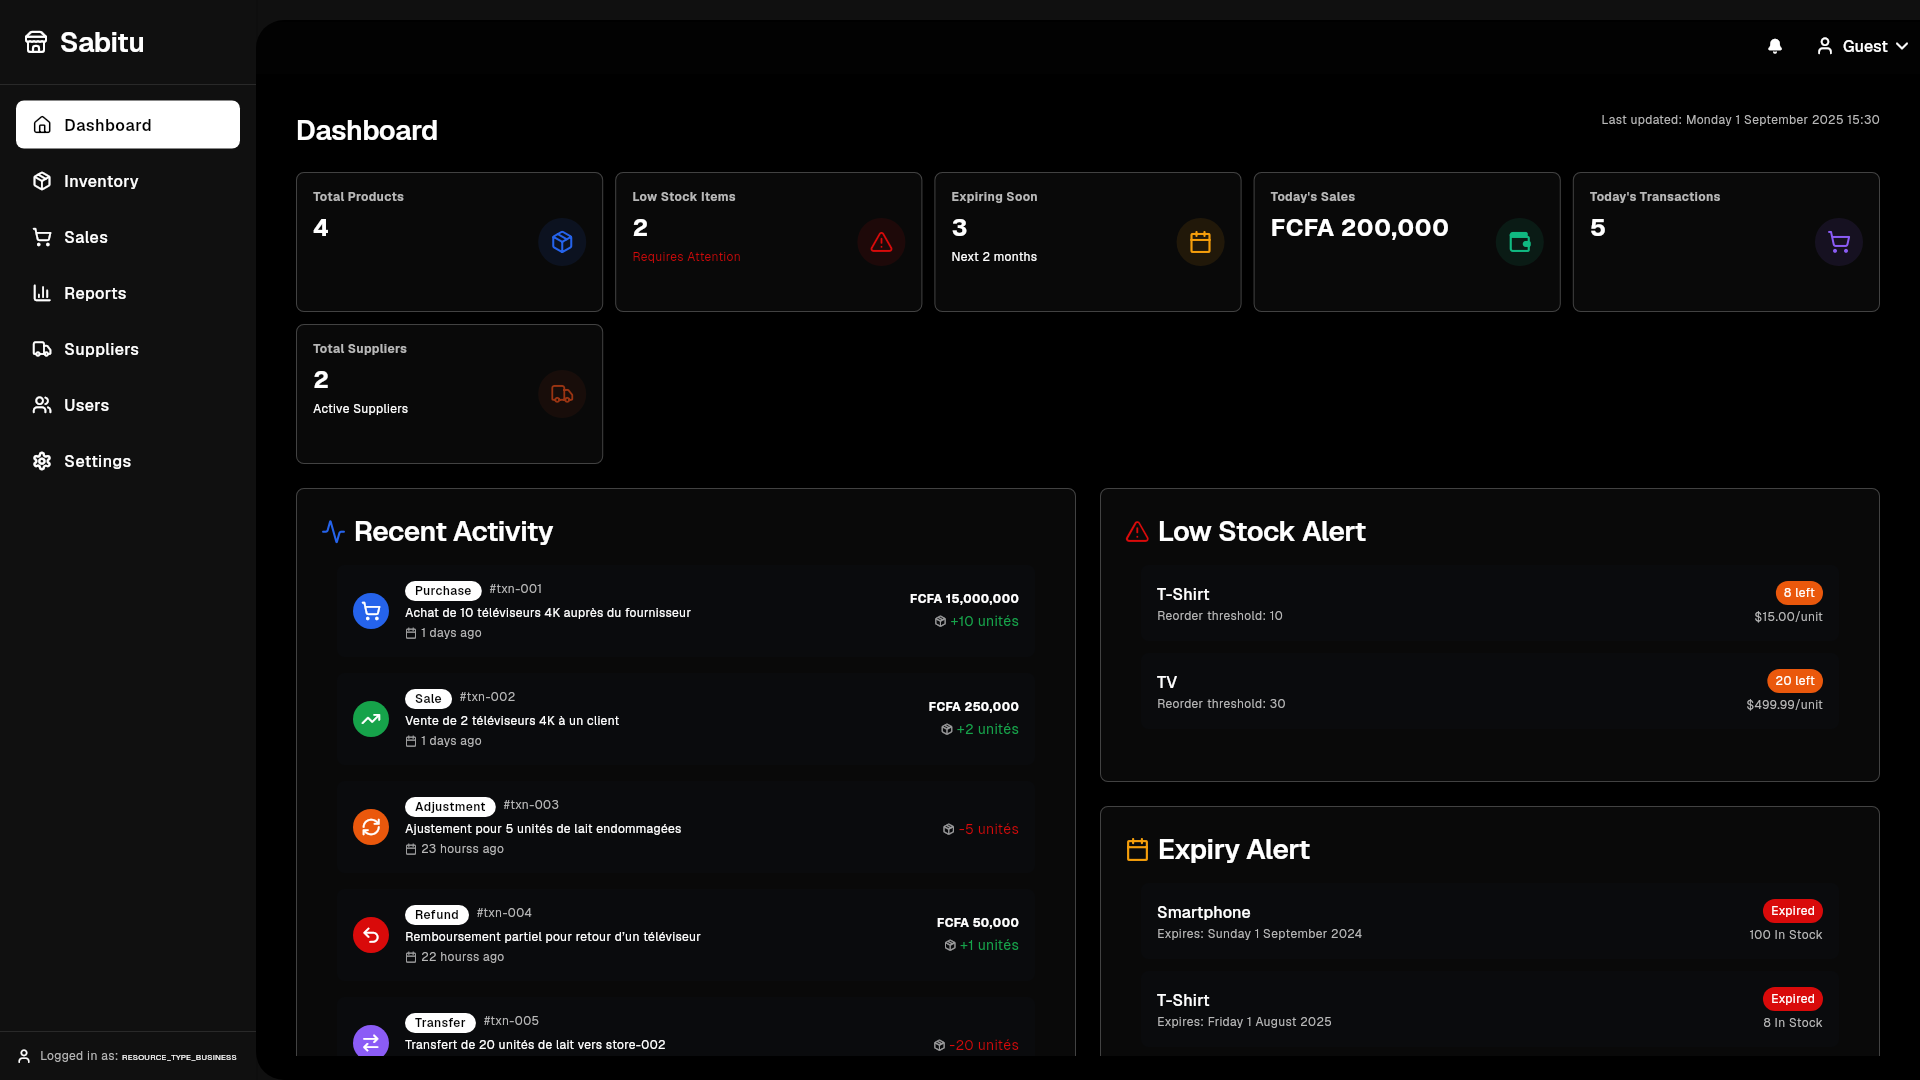 Sabitu
Dashboard
Inventory
Sales
Reports
Suppliers
Users
Settings
Logged in as: RESOURCE_TYPE_BUSINESS
Guest
Dashboard
Last updated: Monday 1 September 2025 15:30
Total Products
4
Low Stock Items
2
Requires Attention
Expiring Soon
3
Next 2 months
Today's Sales
FCFA 200,000
Today's Transactions
5
Total Suppliers
2
Active Suppliers
Recent Activity
Purchase #txn-001
Achat de 10 téléviseurs 4K auprès du fournisseur
1 days ago
FCFA 15,000,000
+10 unités
Sale #txn-002
Vente de 2 téléviseurs 4K à un client
1 days ago
FCFA 250,000
+2 unités
Adjustment #txn-003
Ajustement pour 5 unités de lait endommagées
23 hourss ago
-5 unités
Refund #txn-004
Remboursement partiel pour retour d’un téléviseur
22 hourss ago
FCFA 50,000
+1 unités
Transfer #txn-005
Transfert de 20 unités de lait vers store-002
-20 unités
Low Stock Alert
T-Shirt
Reorder threshold: 10
8 left
$15.00/unit
TV
Reorder threshold: 30
20 left
$499.99/unit
Expiry Alert
Smartphone
Expires: Sunday 1 September 2024
Expired
100 In Stock
T-Shirt
Expires: Friday 1 August 2025
Expired
8 In Stock